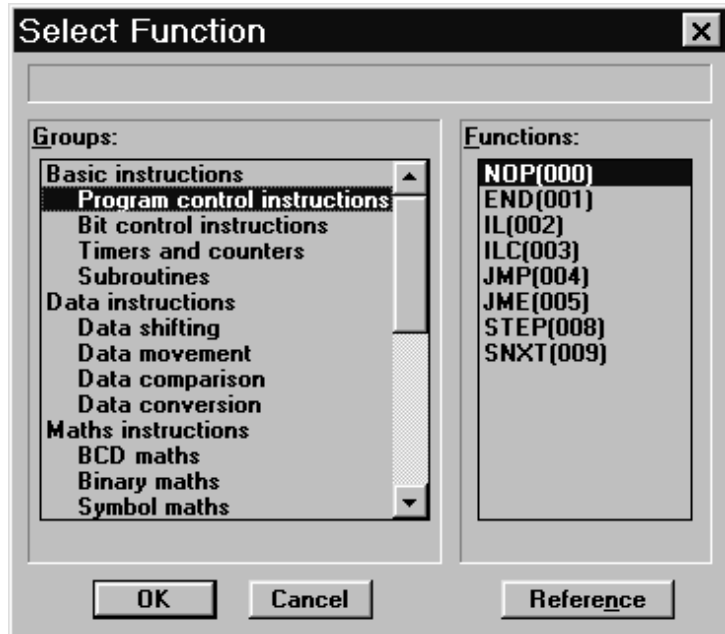 Select Function
Groups:
Basic instructions
Program control instructions
Bit control instructions
Timers and counters
Subroutines
Data instructions
Data shifting
Data movement
Data comparison
Data conversion
Maths instructions
BCD maths
Binary maths
Symbol maths
Functions:
NOP(000)
END(001)
IL(002)
ILC(003)
JMP(004)
JME(005)
STEP(008)
SNXT(009)
OK
Cancel
Reference